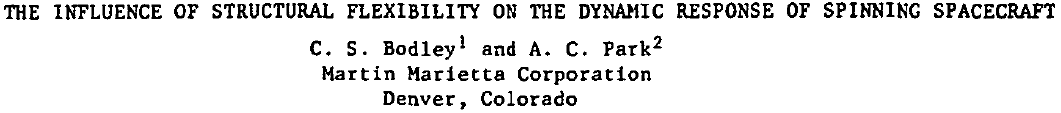 THE INFLUENCE OF STRUCTURAL FLEXIBILITY ON THE DYNAMIC RESPONSE OF SPINNING SPACECRAFT
C. S. Bodley¹ and A. C. Park²
Martin Marietta Corporation
Denver, Colorado